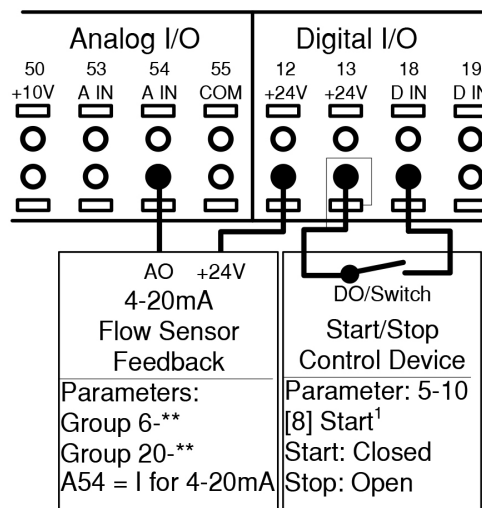 Analog I/O Digital I/O
50 53 54 55 12 13 18 19
+10V A IN A IN COM +24V +24V D IN D IN
AO +24V
4-20mA
Flow Sensor
Feedback
Parameters:
Group 6-**
Group 20-**
A54 = I for 4-20mA
DO/Switch
Start/Stop
Control Device
Parameter: 5-10
[8] Start¹
Start: Closed
Stop: Open